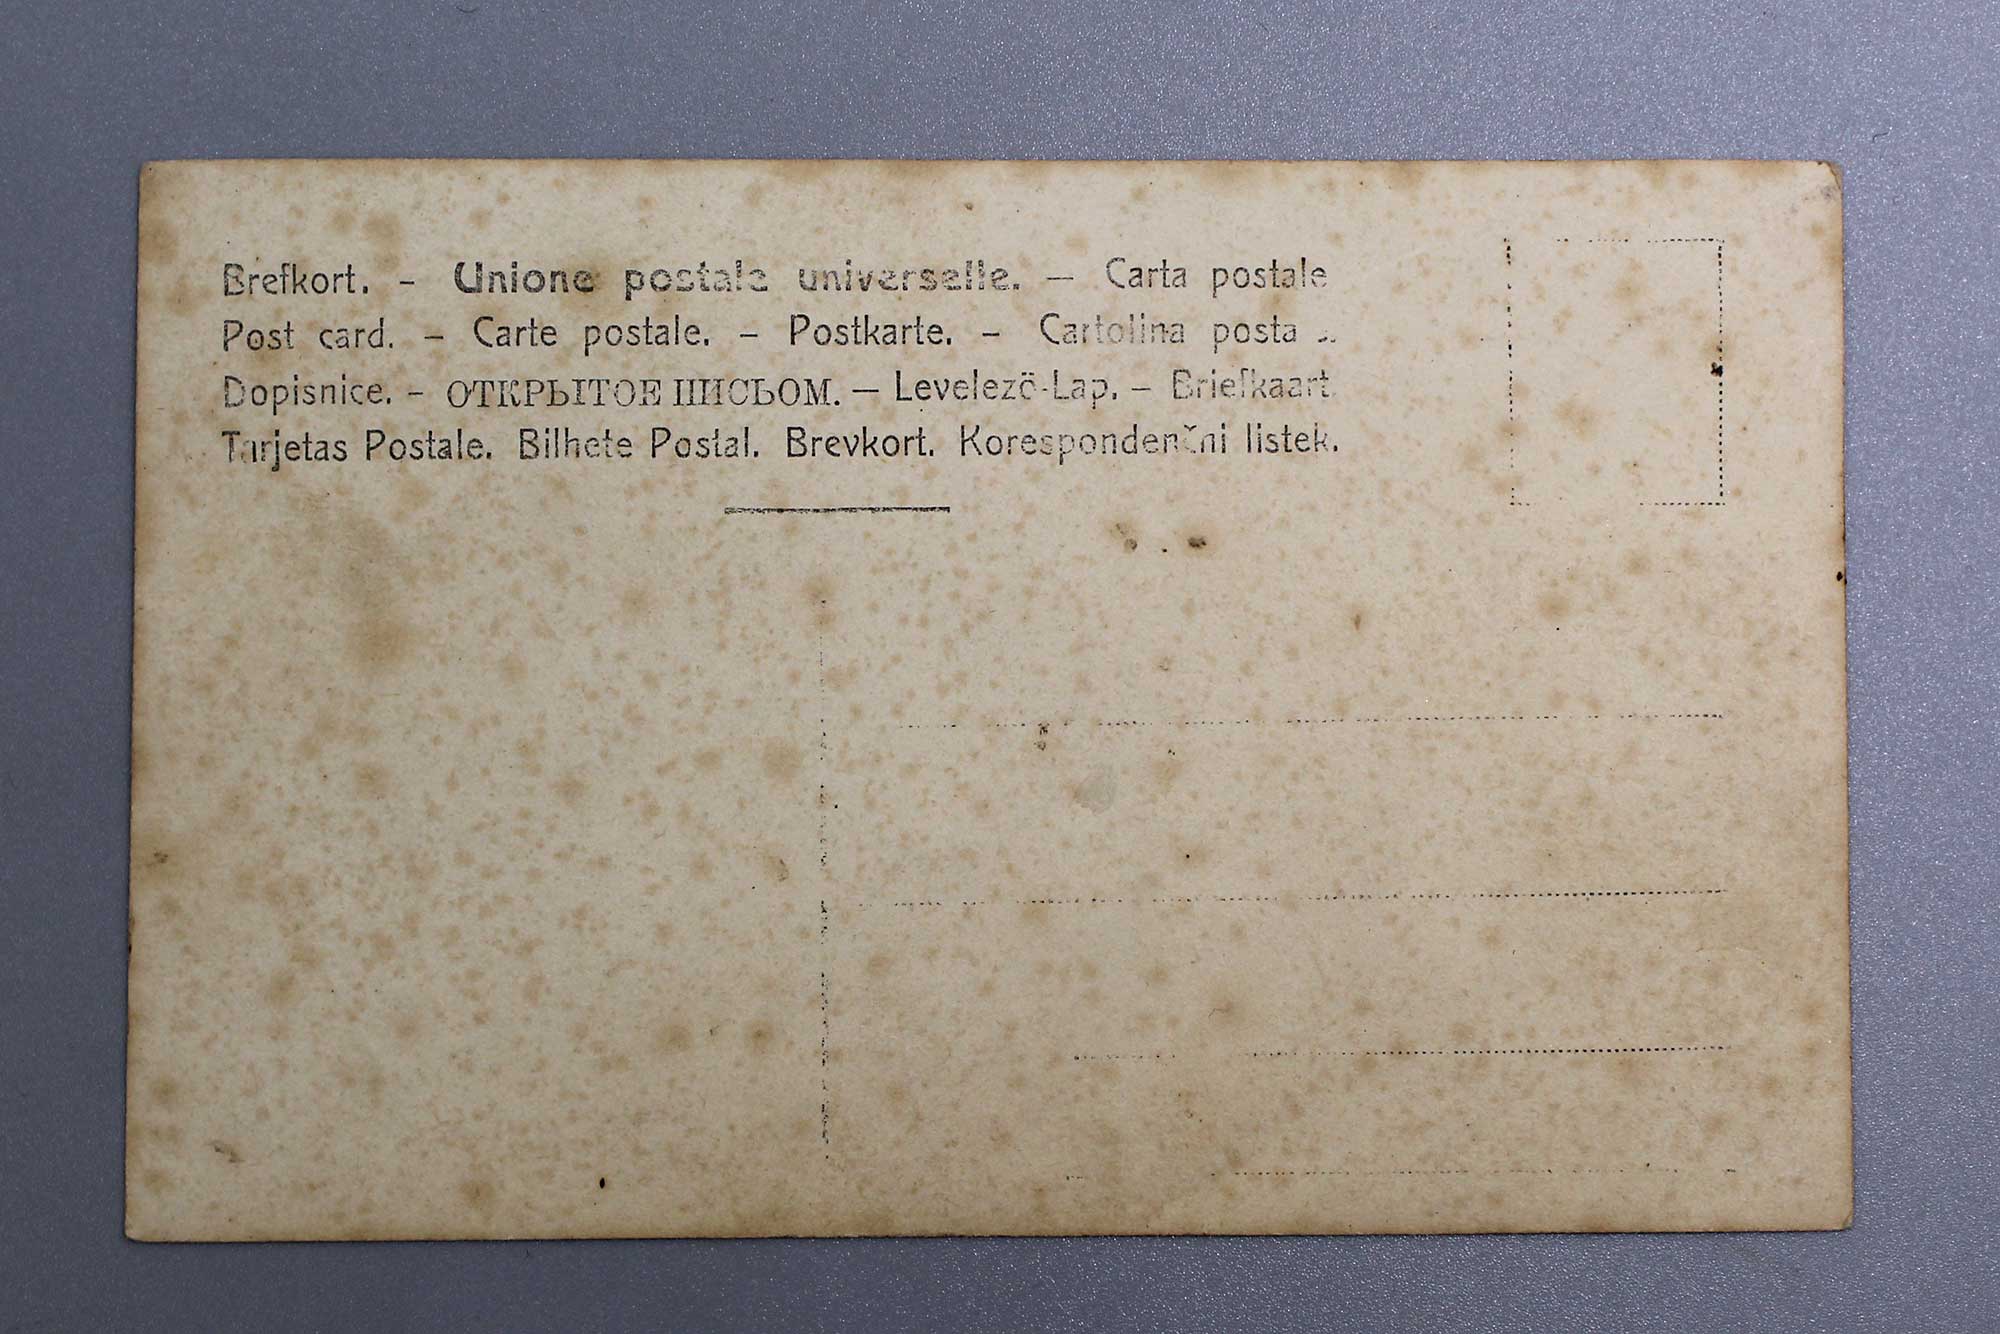 Brefkort. - Unione postale universelle. — Carta postale
Post card. - Carte postale. - Postkarte. - Cartolina posta
Dopisnice. - ОТКРЫТОЕ ПИСЬОМ. — Levelezö-Lap. - Briefkaart.
Tarjetas Postale. Bilhete Postal. Brevkort. Korespondenčni listek.